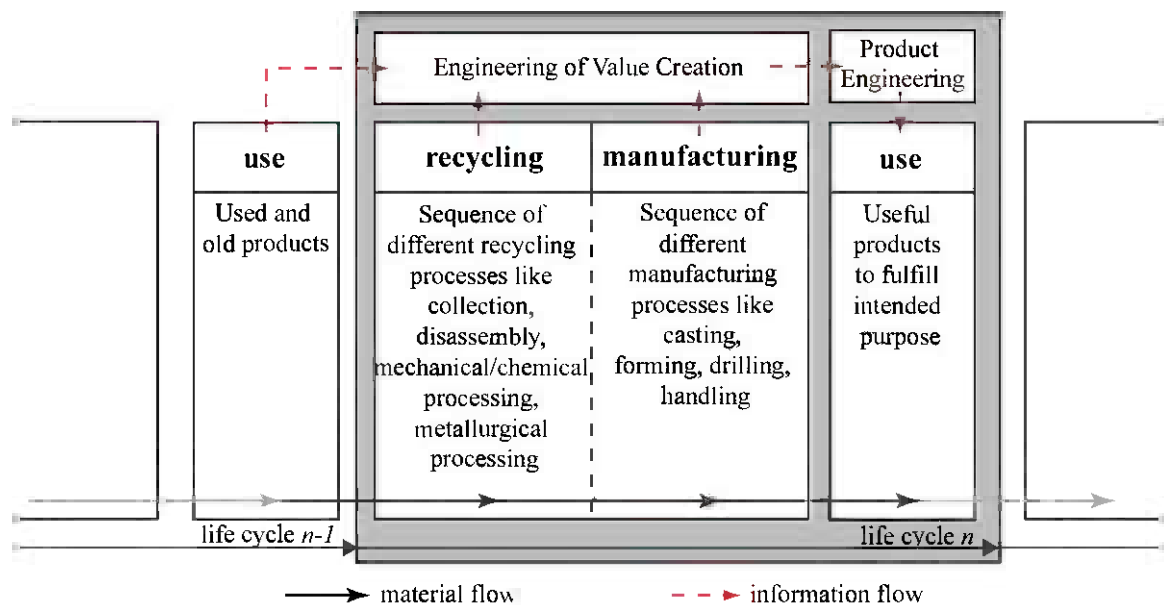 Engineering of Value Creation
Product
Engineering
use
recycling
manufacturing
use
Used and
old products
Sequence of
different recycling
processes like
collection,
disassembly,
mechanical/chemical
processing,
metallurgical
processing
Sequence of
different
manufacturing
processes like
casting,
forming, drilling,
handling
Useful
products
to fulfill
intended
purpose
life cycle n-1
life cycle n
material flow
information flow